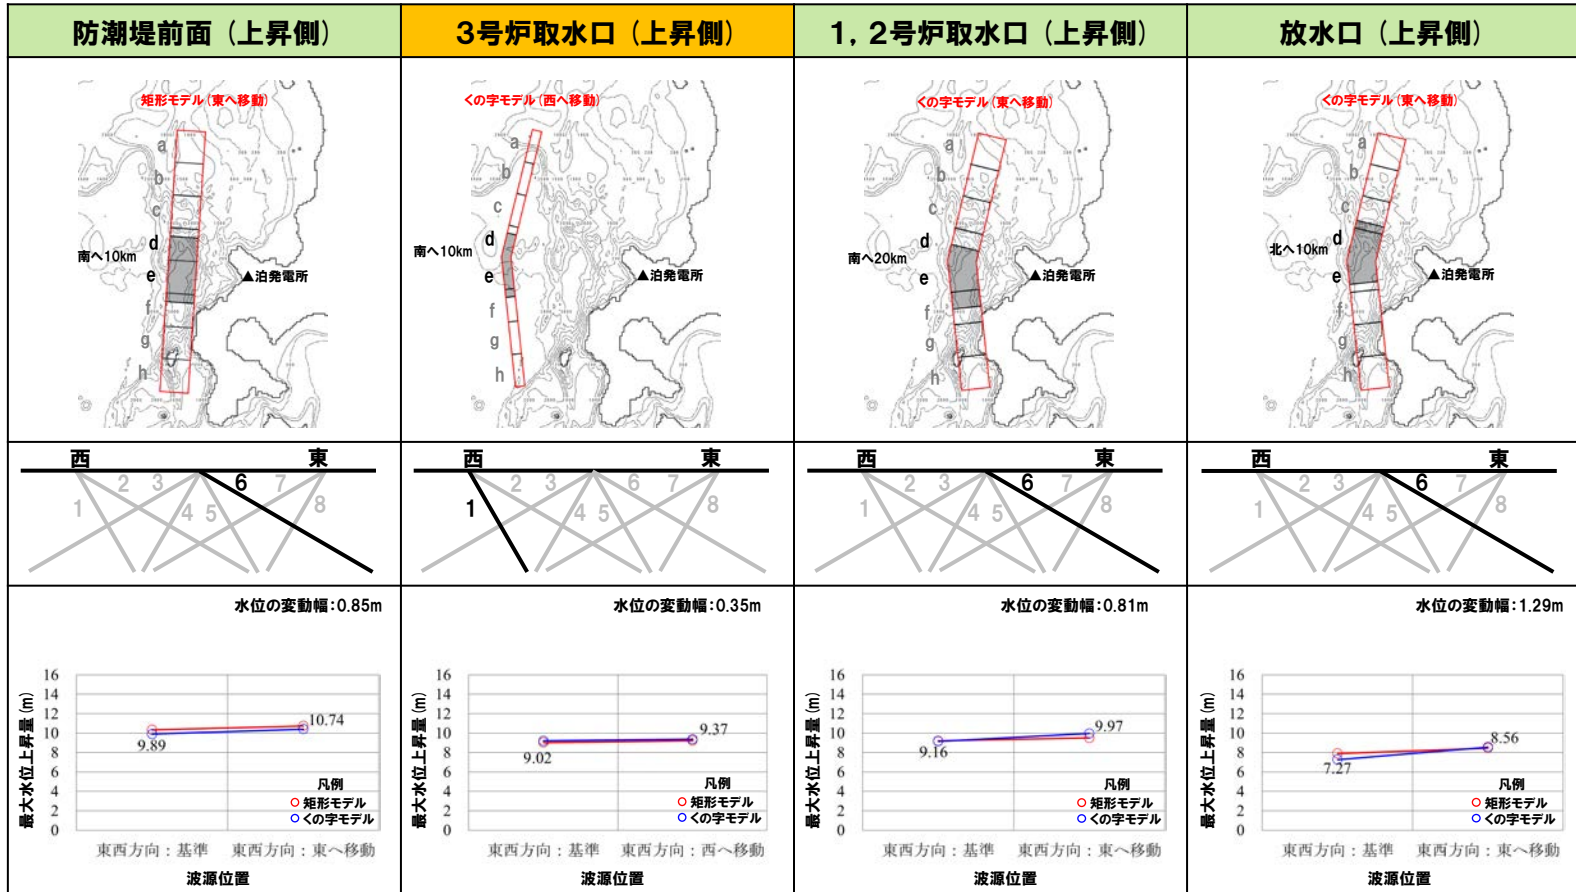 防潮堤前面（上昇側）
3号炉取水口（上昇側）
1，2号炉取水口（上昇側）
放水口（上昇側）
矩形モデル(東へ移動)
a
b
c
d
南へ10km
e
▲泊発電所
f
g
h
くの字モデル(西へ移動)
a
b
c
d
南へ10km
e
▲泊発電所
f
g
h
くの字モデル(東へ移動)
a
b
c
d
南へ20km
e
▲泊発電所
f
g
h
くの字モデル(東へ移動)
a
b
c
d
北へ10km
e
▲泊発電所
f
g
h
西 東
1 2 3 4 5 6 7 8
西 東
1 2 3 4 5 6 7 8
西 東
1 2 3 4 5 6 7 8
西 東
1 2 3 4 5 6 7 8
水位の変動幅：0.85m
最大水位上昇量(m)
16
14
12
10
8
6
4
2
0
9.89
10.74
凡例
矩形モデル
くの字モデル
東西方向：基準 東西方向：東へ移動
波源位置
水位の変動幅：0.35m
最大水位上昇量(m)
16
14
12
10
8
6
4
2
0
9.02
9.37
凡例
矩形モデル
くの字モデル
東西方向：基準 東西方向：西へ移動
波源位置
水位の変動幅：0.81m
最大水位上昇量(m)
16
14
12
10
8
6
4
2
0
9.16
9.97
凡例
矩形モデル
くの字モデル
東西方向：基準 東西方向：東へ移動
波源位置
水位の変動幅：1.29m
最大水位上昇量(m)
16
14
12
10
8
6
4
2
0
7.27
8.56
凡例
矩形モデル
くの字モデル
東西方向：基準 東西方向：東へ移動
波源位置